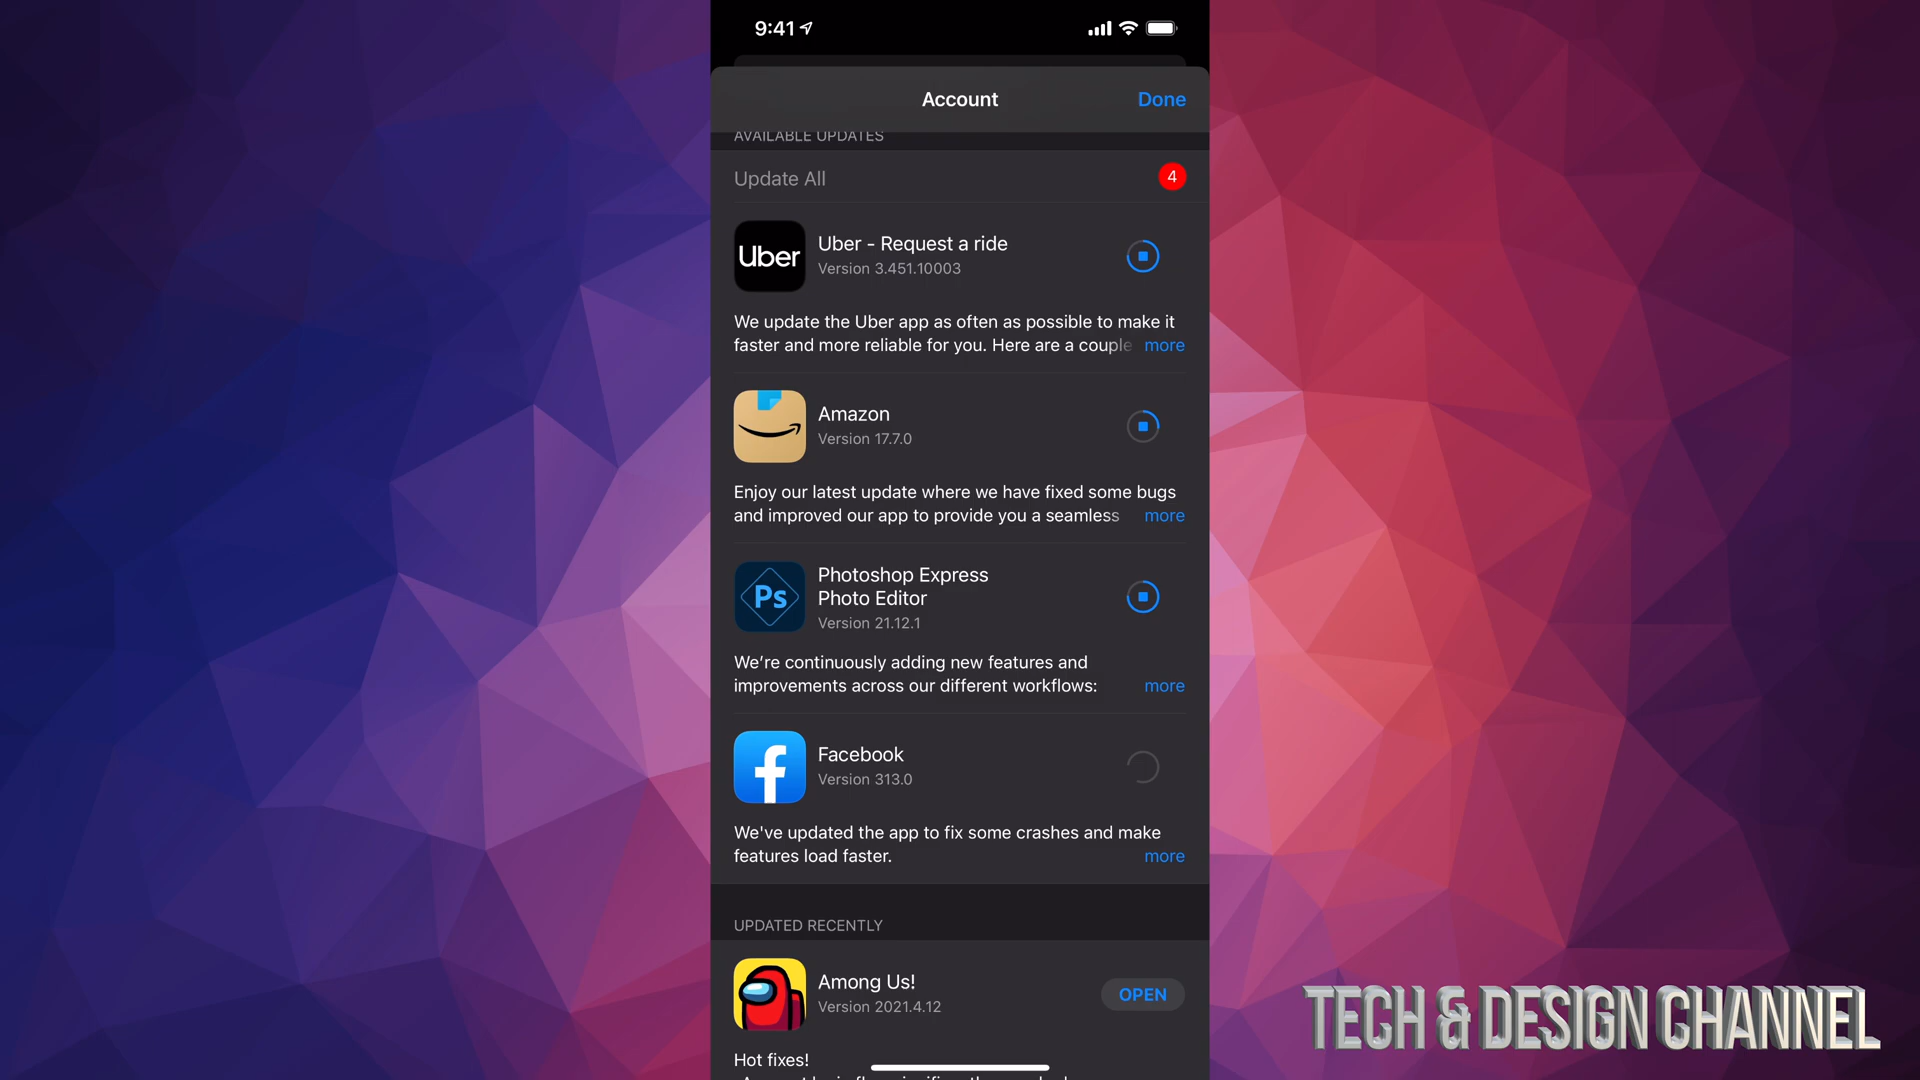 9:41
Account
Done
AVAILABLE UPDATES
Update All
4
Uber
Uber - Request a ride
Version 3.451.10003
We update the Uber app as often as possible to make it
faster and more reliable for you. Here are a couple more
Amazon
Version 17.7.0
Enjoy our latest update where we have fixed some bugs
and improved our app to provide you a seamless more
Ps
Photoshop Express
Photo Editor
Version 21.12.1
We're continuously adding new features and
improvements across our different workflows: more
f
Facebook
Version 313.0
We've updated the app to fix some crashes and make
features load faster. more
UPDATED RECENTLY
Among Us!
Version 2021.4.12
OPEN
Hot fixes!
TECH & DESIGN CHANNEL